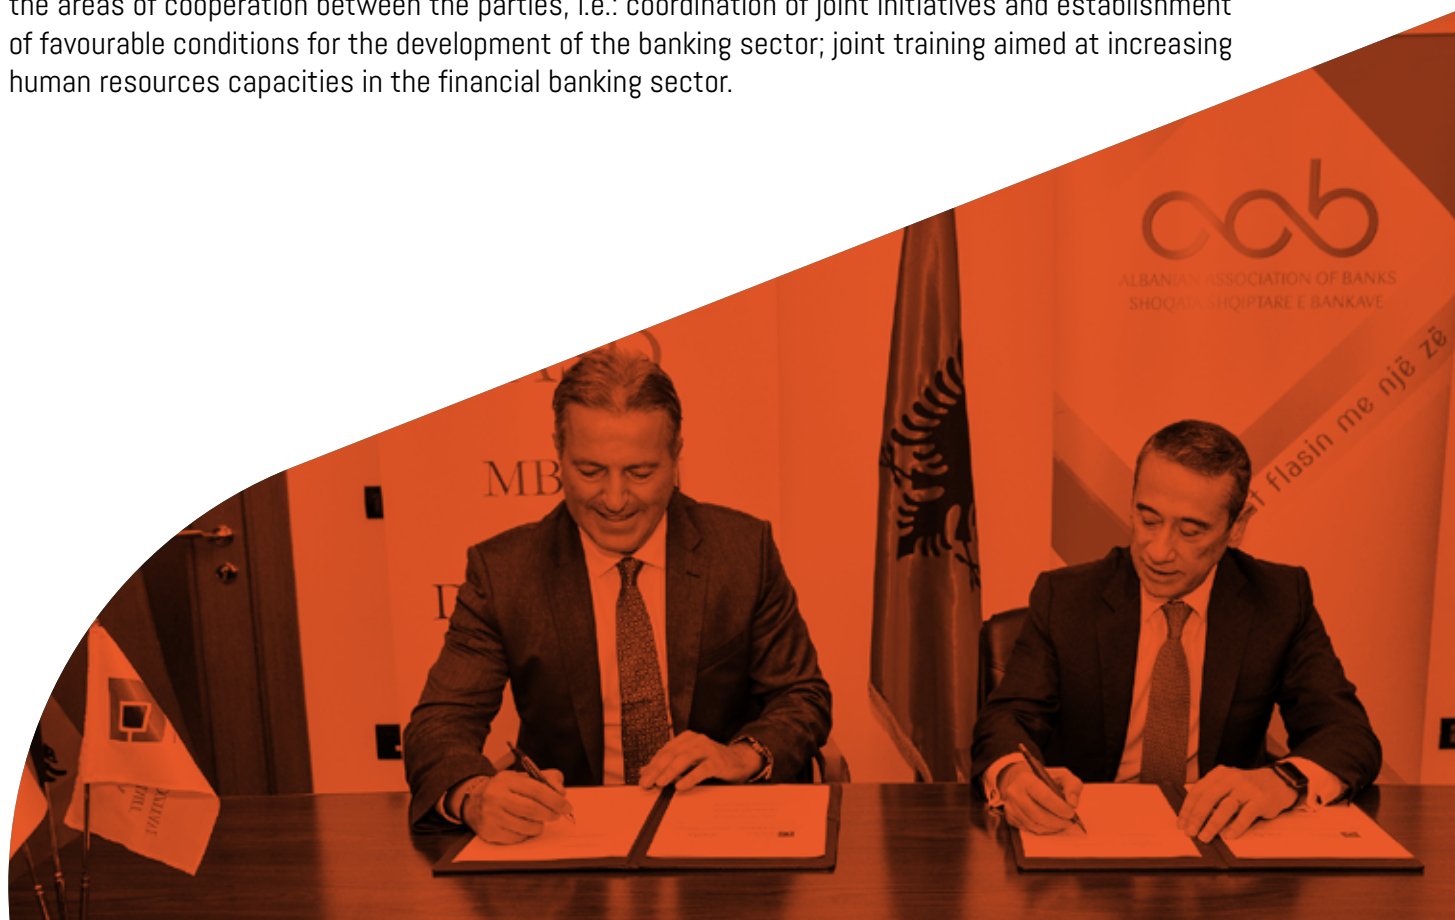 the areas of cooperation between the parties, i.e.: coordination of joint initiatives and establishment
of favourable conditions for the development of the banking sector; joint training aimed at increasing
human resources capacities in the financial banking sector.
aab
ALBANIAN ASSOCIATION OF BANKS
SHOQATA SHQIPTARE E BANKAVE
flasin me një zë
MB